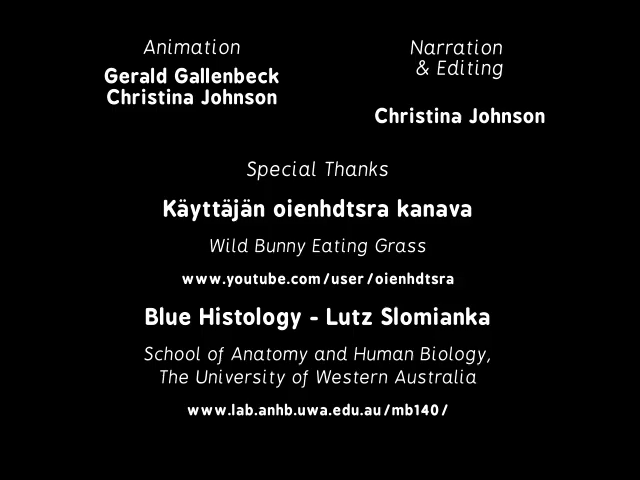 Animation
Gerald Gallenbeck
Christina Johnson
Narration
& Editing
Christina Johnson
Special Thanks
Käyttäjän oienhdtsra kanava
Wild Bunny Eating Grass
www.youtube.com/user/oienhdtsra
Blue Histology - Lutz Slomianka
School of Anatomy and Human Biology,
The University of Western Australia
www.lab.anhb.uwa.edu.au/mb140/